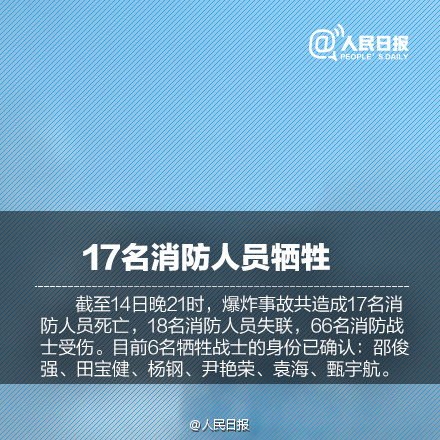 @人民日报
PEOPLE'S DAILY
17名消防人员牺牲
截至14日晚21时，爆炸事故共造成17名消
防人员死亡，18名消防人员失联，66名消防战
士受伤。目前6名牺牲战士的身份已确认：邵俊
强、田宝健、杨钢、尹艳荣、袁海、甄宇航。
@人民日报